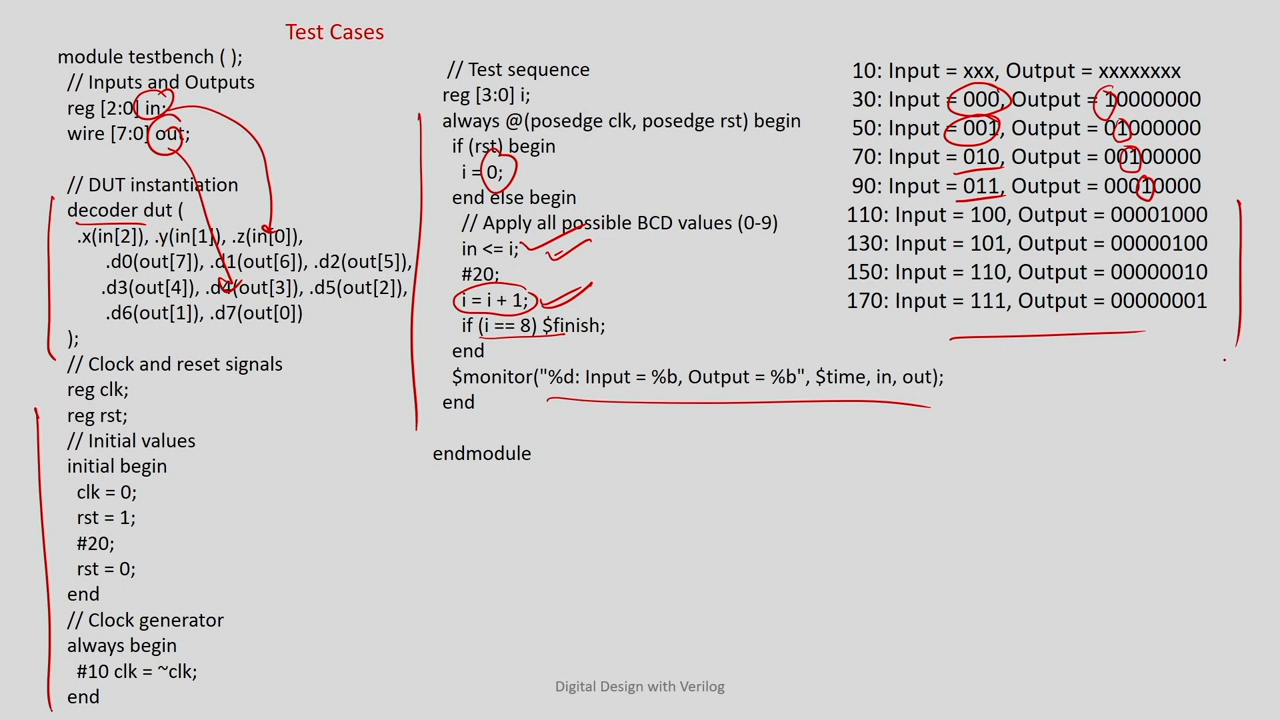 Test Cases
module testbench ( );
// Inputs and Outputs
reg [2:0] in;
wire [7:0] out;
// DUT instantiation
decoder dut (
.x(in[2]), .y(in[1]), .z(in[0]),
.d0(out[7]), .d1(out[6]), .d2(out[5]),
.d3(out[4]), .d4(out[3]), .d5(out[2]),
.d6(out[1]), .d7(out[0])
);
// Clock and reset signals
reg clk;
reg rst;
// Initial values
initial begin
clk = 0;
rst = 1;
#20;
rst = 0;
end
// Clock generator
always begin
#10 clk = ~clk;
end
// Test sequence
reg [3:0] i;
always @(posedge clk, posedge rst) begin
if (rst) begin
i = 0;
end else begin
// Apply all possible BCD values (0-9)
in <= i;
#20;
i = i + 1;
if (i == 8) $finish;
end
$monitor("%d: Input = %b, Output = %b", $time, in, out);
end
endmodule
10: Input = xxx, Output = xxxxxxxx
30: Input = 000, Output = 10000000
50: Input = 001, Output = 01000000
70: Input = 010, Output = 00100000
90: Input = 011, Output = 00010000
110: Input = 100, Output = 00001000
130: Input = 101, Output = 00000100
150: Input = 110, Output = 00000010
170: Input = 111, Output = 00000001
Digital Design with Verilog